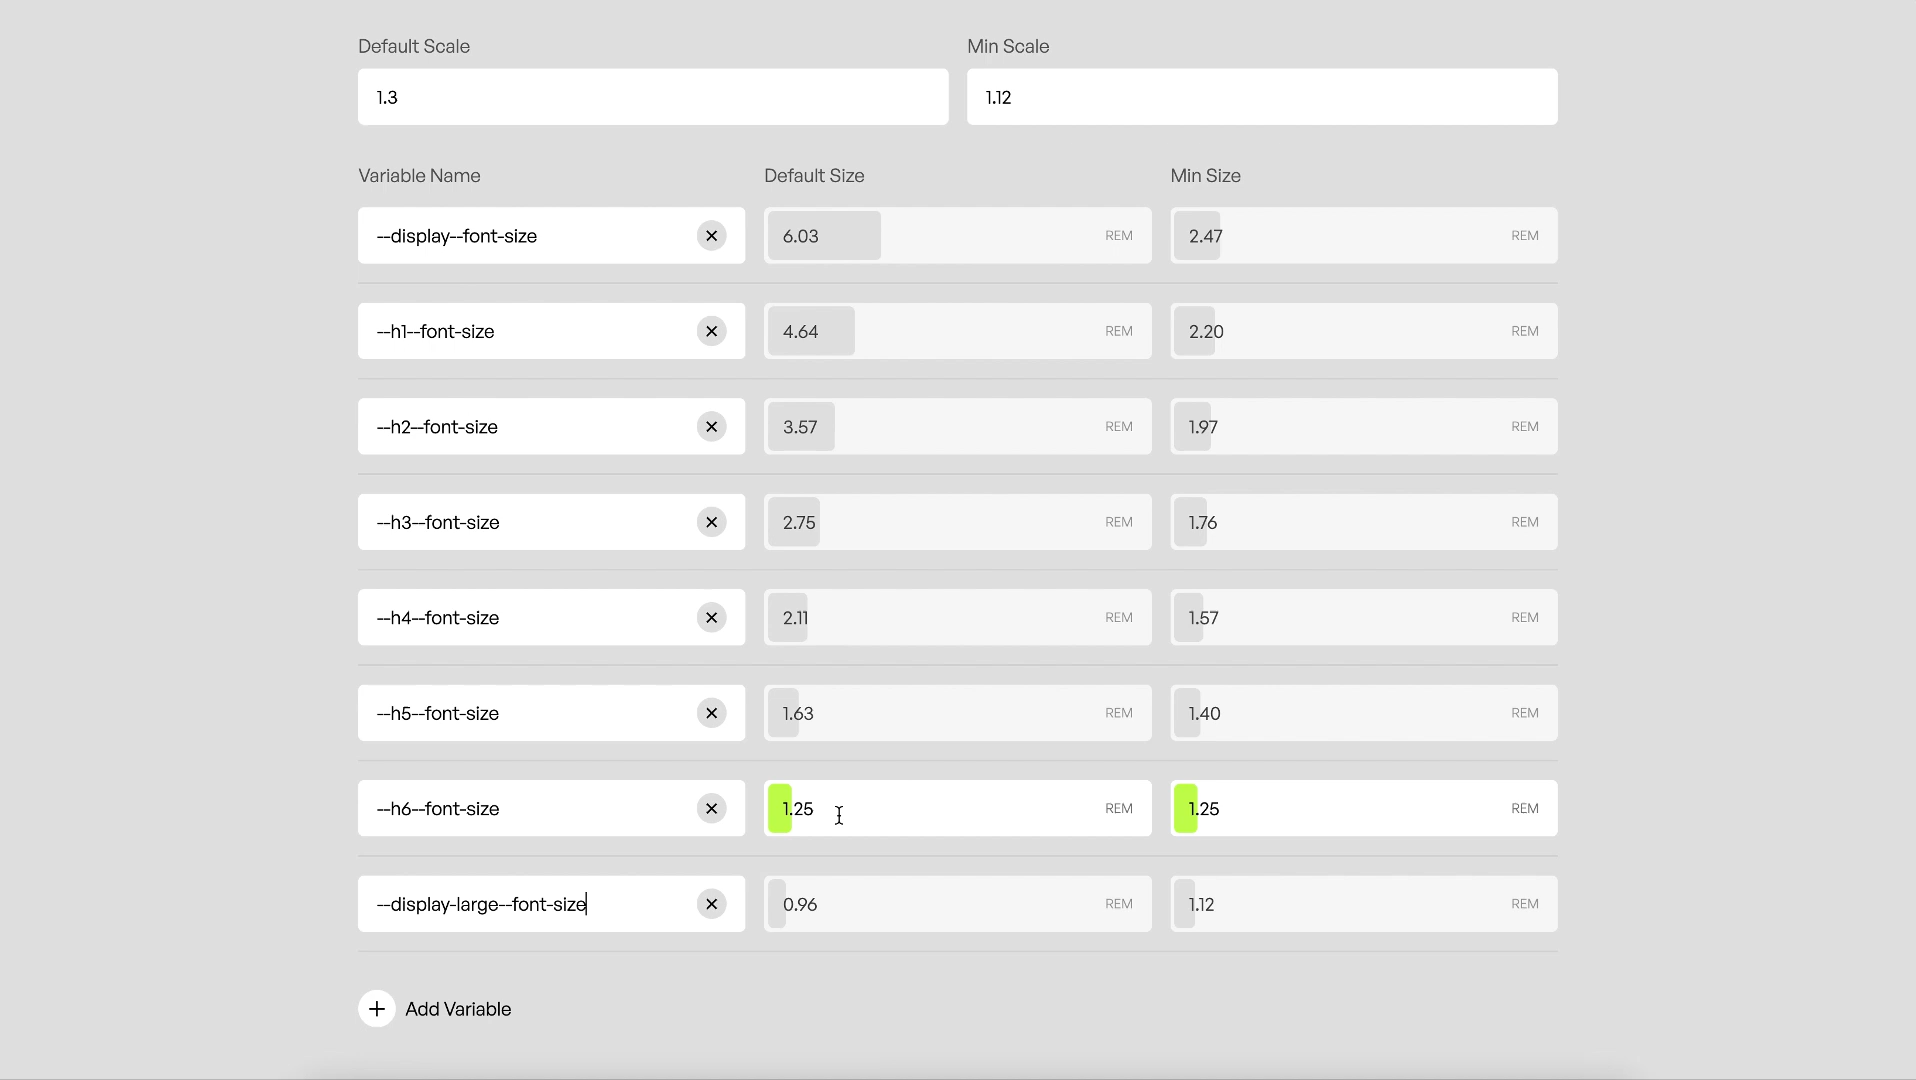 Default Scale Min Scale
1.3 1.12
Variable Name Default Size Min Size
--display--font-size 6.03 REM 2.47 REM
--h1--font-size 4.64 REM 2.20 REM
--h2--font-size 3.57 REM 1.97 REM
--h3--font-size 2.75 REM 1.76 REM
--h4--font-size 2.11 REM 1.57 REM
--h5--font-size 1.63 REM 1.40 REM
--h6--font-size 1.25 REM 1.25 REM
--display-large--font-size 0.96 REM 1.12 REM
Add Variable